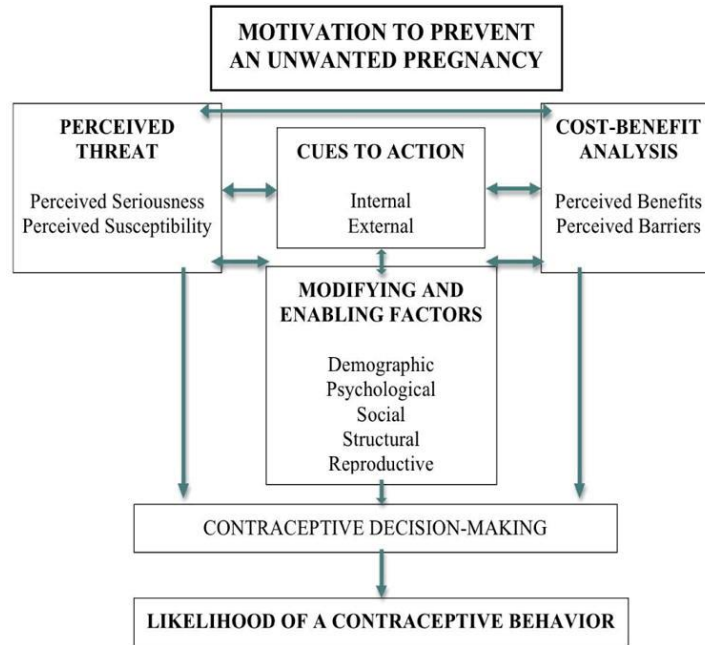 MOTIVATION TO PREVENT
AN UNWANTED PREGNANCY
PERCEIVED
THREAT
Perceived Seriousness
Perceived Susceptibility
CUES TO ACTION
Internal
External
COST-BENEFIT
ANALYSIS
Perceived Benefits
Perceived Barriers
MODIFYING AND
ENABLING FACTORS
Demographic
Psychological
Social
Structural
Reproductive
CONTRACEPTIVE DECISION-MAKING
LIKELIHOOD OF A CONTRACEPTIVE BEHAVIOR